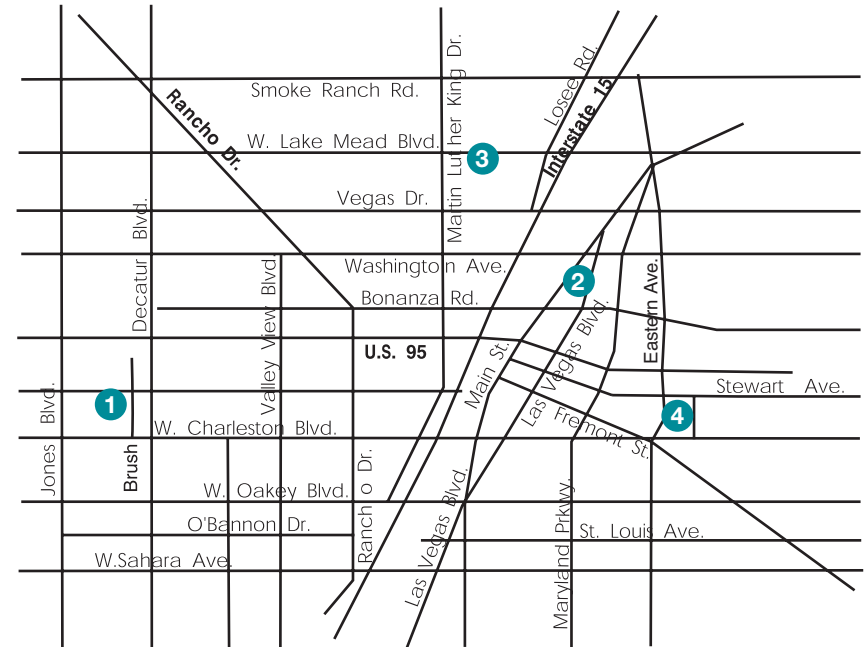 Smoke Ranch Rd.
Rancho Dr.
W. Lake Mead Blvd.
Martin Luther King Dr.
3
Losee Rd.
Interstate 15
Vegas Dr.
Decatur Blvd.
Valley View Blvd.
Washington Ave.
Bonanza Rd.
2
U.S. 95
Main St.
Las Vegas Blvd.
Eastern Ave.
Stewart Ave.
Jones Blvd.
1
Brush
W. Charleston Blvd.
Fremont St.
4
W. Oakey Blvd.
O'Bannon Dr.
Rancho Dr.
Las Vegas Blvd.
Maryland Prkwy.
St. Louis Ave.
W.Sahara Ave.